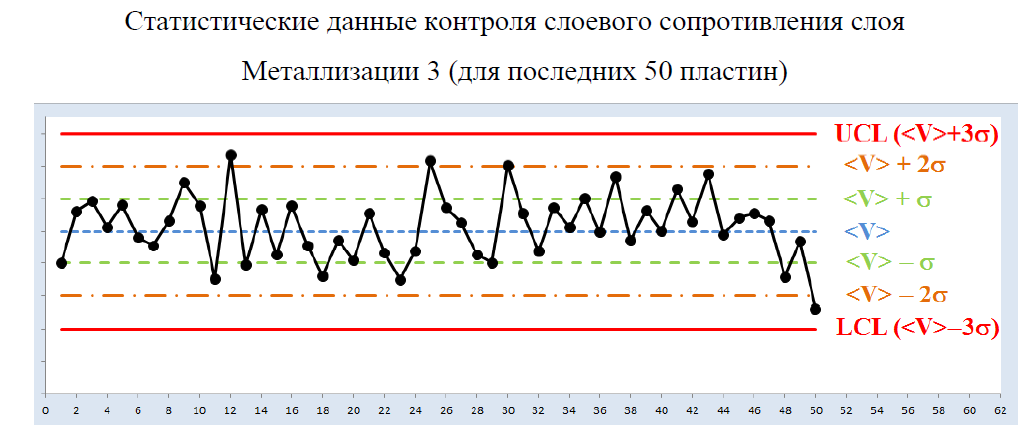 Статистические данные контроля слоевого сопротивления слоя
Металлизации 3 (для последних 50 пластин)
UCL (<V>+3σ)
<V> + 2σ
<V> + σ
<V>
<V> – σ
<V> – 2σ
LCL (<V>–3σ)
0 2 4 6 8 10 12 14 16 18 20 22 24 26 28 30 32 34 36 38 40 42 44 46 48 50 52 54 56 58 60 62